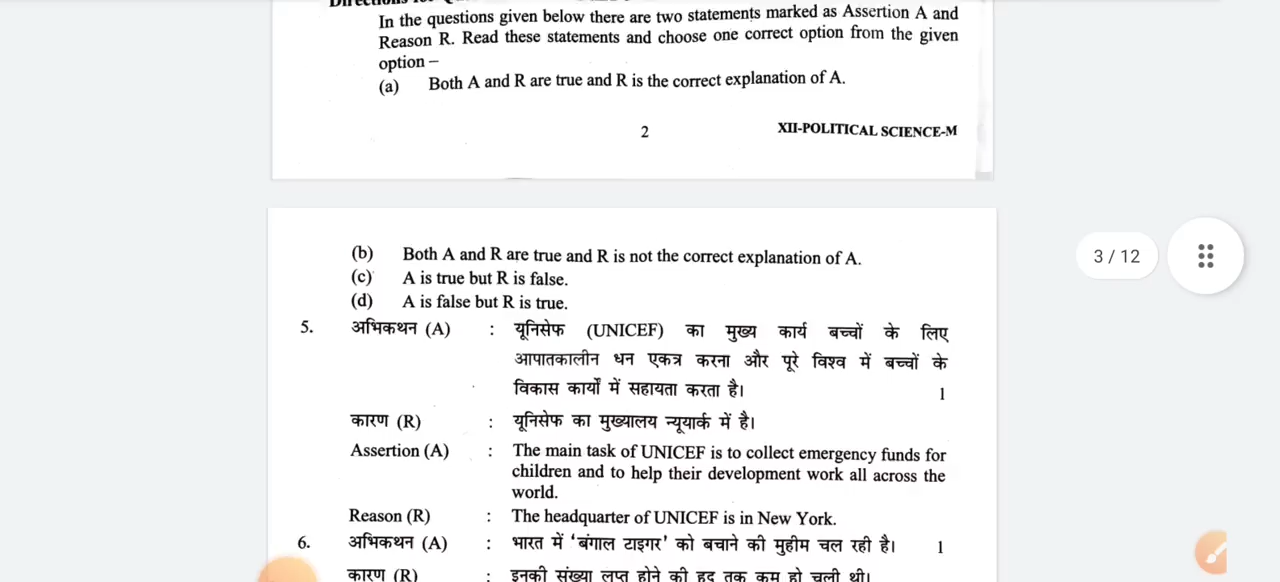 In the questions given below there are two statements marked as Assertion A and
Reason R. Read these statements and choose one correct option from the given
option –
(a) Both A and R are true and R is the correct explanation of A.
2 XII-POLITICAL SCIENCE-M
(b) Both A and R are true and R is not the correct explanation of A.
(c) A is true but R is false.
(d) A is false but R is true.
3 / 12
5. अभिकथन (A) : यूनिसेफ (UNICEF) का मुख्य कार्य बच्चों के लिए
आपातकालीन धन एकत्र करना और पूरे विश्व में बच्चों के
विकास कार्यों में सहायता करता है। 1
कारण (R) : यूनिसेफ का मुख्यालय न्यूयार्क में है।
Assertion (A) : The main task of UNICEF is to collect emergency funds for
children and to help their development work all across the
world.
Reason (R) : The headquarter of UNICEF is in New York.
6. अभिकथन (A) : भारत में ‘बंगाल टाइगर’ को बचाने की मुहीम चल रही है। 1
कारण (R) : इनकी संख्या लुप्त होने की हद तक कम हो चली थी।